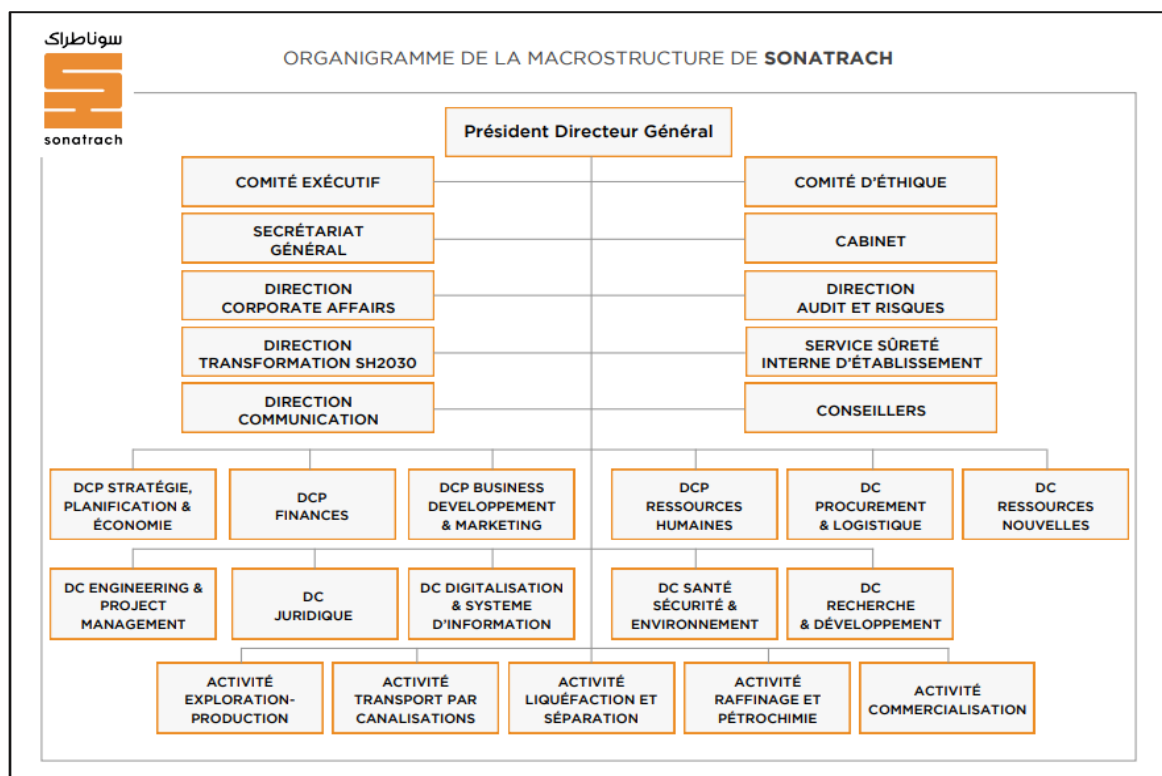 سوناطراك
sonatrach
ORGANIGRAMME DE LA MACROSTRUCTURE DE SONATRACH
Président Directeur Général
COMITÉ EXÉCUTIF
COMITÉ D'ÉTHIQUE
SECRÉTARIAT
GÉNÉRAL
CABINET
DIRECTION
CORPORATE AFFAIRS
DIRECTION
AUDIT ET RISQUES
DIRECTION
TRANSFORMATION SH2030
SERVICE SÛRETÉ
INTERNE D'ÉTABLISSEMENT
DIRECTION
COMMUNICATION
CONSEILLERS
DCP STRATÉGIE,
PLANIFICATION &
ÉCONOMIE
DCP
FINANCES
DCP BUSINESS
DEVELOPPEMENT
& MARKETING
DCP
RESSOURCES
HUMAINES
DC
PROCUREMENT
& LOGISTIQUE
DC
RESSOURCES
NOUVELLES
DC ENGINEERING &
PROJECT
MANAGEMENT
DC
JURIDIQUE
DC DIGITALISATION
& SYSTEME
D'INFORMATION
DC SANTÉ
SÉCURITÉ &
ENVIRONNEMENT
DC
RECHERCHE
& DÉVELOPPEMENT
ACTIVITÉ
EXPLORATION-
PRODUCTION
ACTIVITÉ
TRANSPORT PAR
CANALISATIONS
ACTIVITÉ
LIQUÉFACTION ET
SÉPARATION
ACTIVITÉ
RAFFINAGE ET
PÉTROCHIMIE
ACTIVITÉ
COMMERCIALISATION